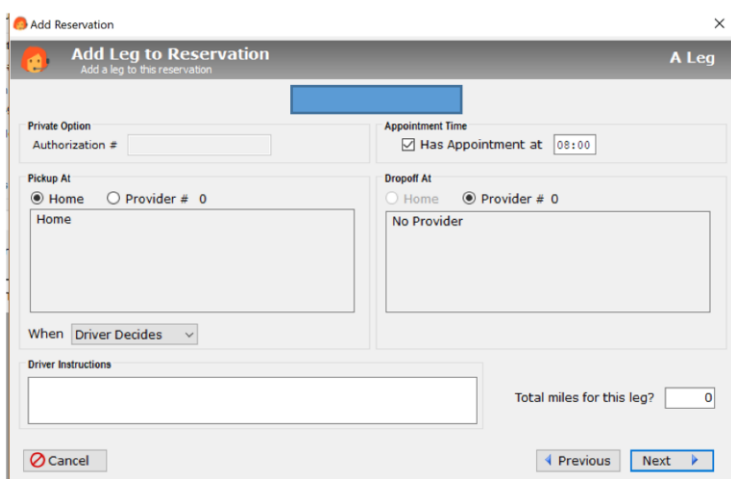 Add Reservation
Add Leg to Reservation
A Leg
Add a leg to this reservation
Private Option
Authorization #
Appointment Time
Has Appointment at 08:00
Pickup At
Home Provider # 0
Home
When Driver Decides
Dropoff At
Home Provider # 0
No Provider
Driver Instructions
Total miles for this leg? 0
Cancel
Previous
Next